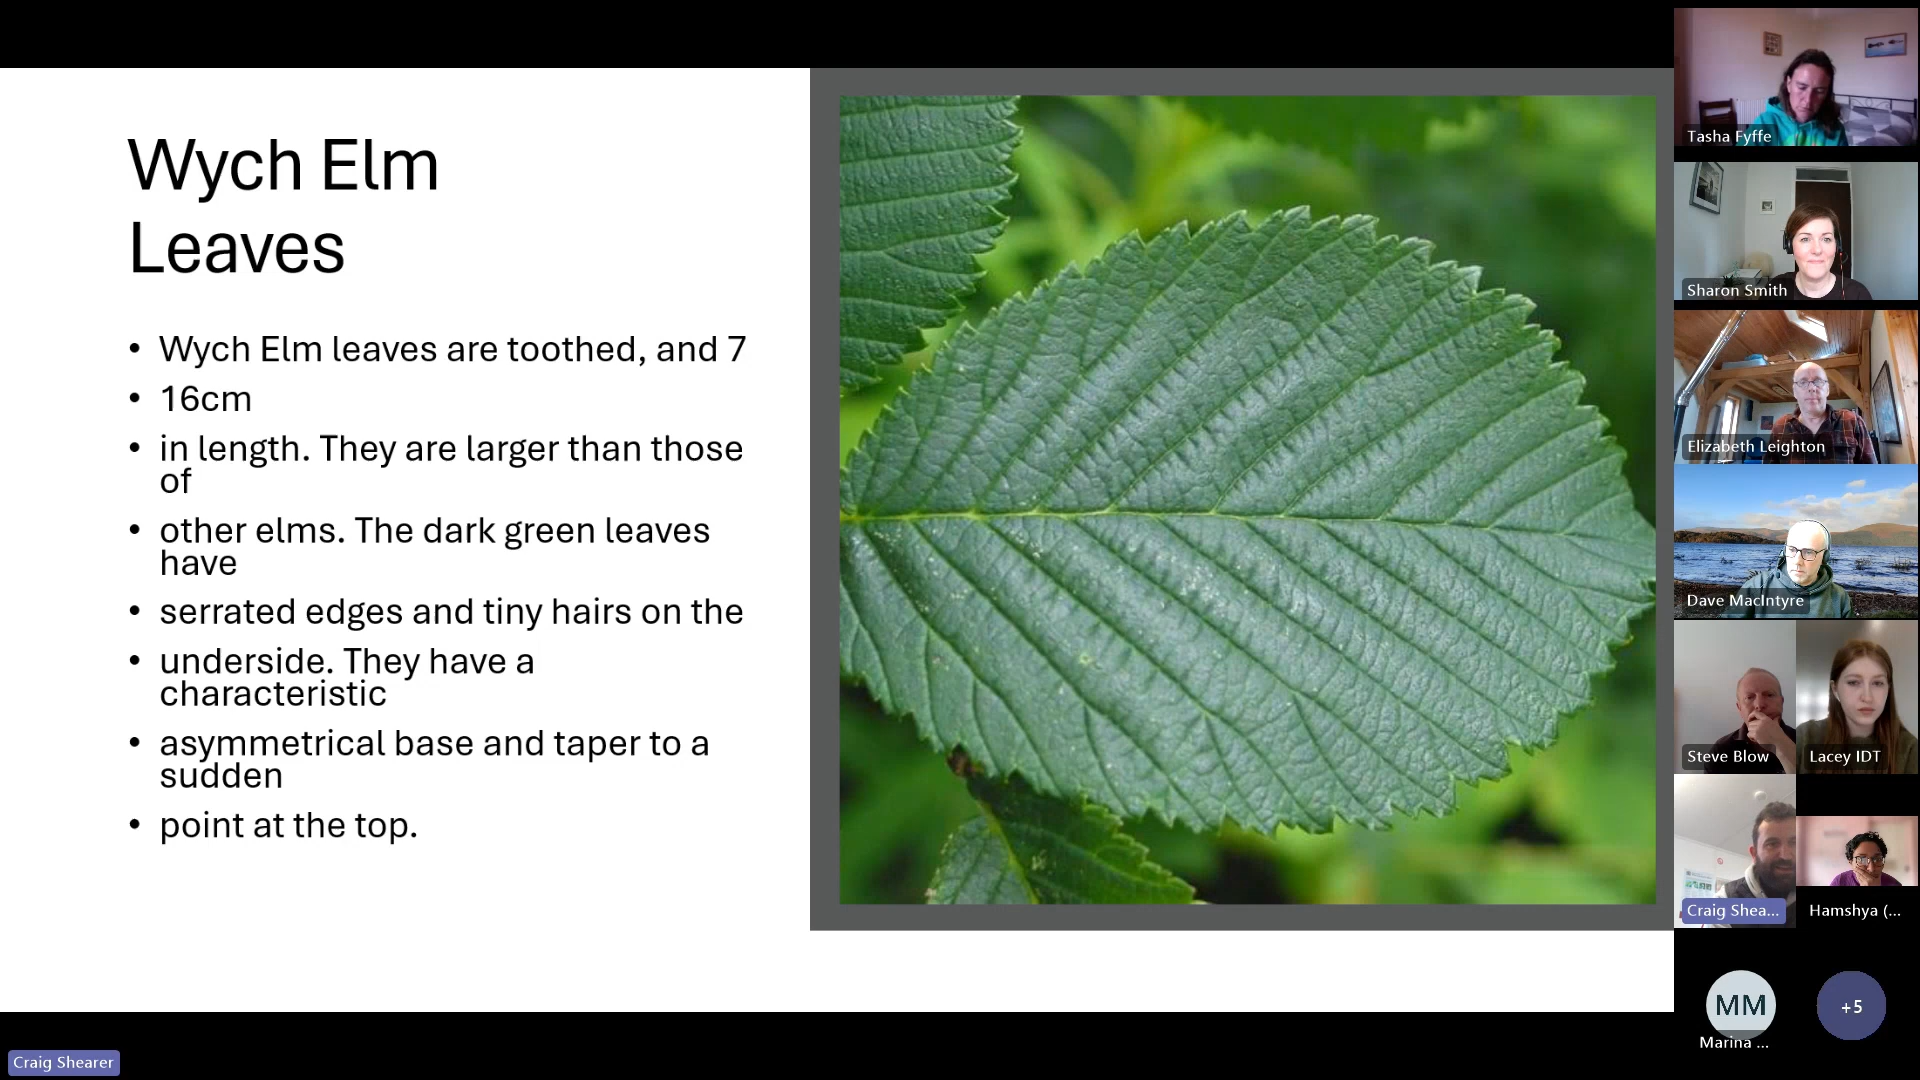 Wych Elm
Leaves
• Wych Elm leaves are toothed, and 7
• 16cm
• in length. They are larger than those
of
• other elms. The dark green leaves
have
• serrated edges and tiny hairs on the
• underside. They have a
characteristic
• asymmetrical base and taper to a
sudden
• point at the top.
Tasha Fyffe
Sharon Smith
Elizabeth Leighton
Dave MacIntyre
Steve Blow
Lacey IDT
Craig Shea...
Hamshya (...
MM
+5
Marina ...
Craig Shearer